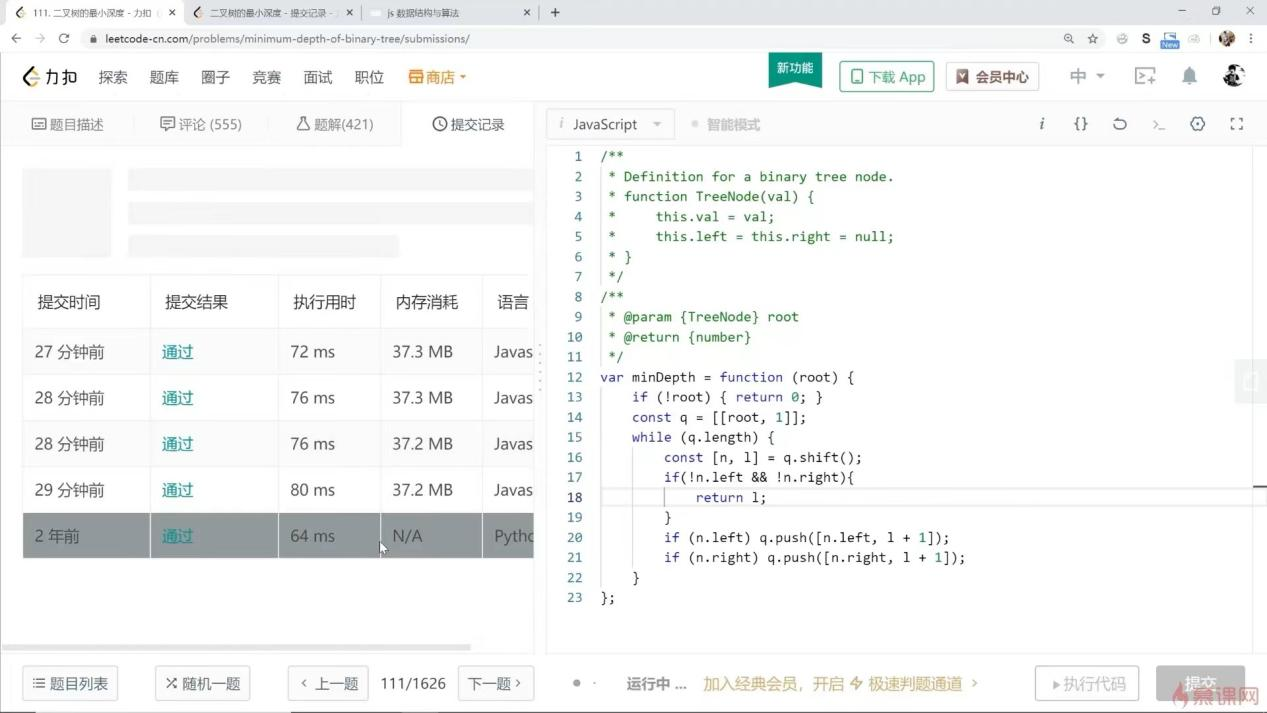 111. 二叉树的最小深度 - 力扣 (
二叉树的最小深度 - 提交记录 -
js 数据结构与算法
leetcode-cn.com/problems/minimum-depth-of-binary-tree/submissions/
S
New
力扣 探索 题库 圈子 竞赛 面试 职位 商店
新功能
下载 App
会员中心
中
题目描述 评论 (555) 题解(421) 提交记录
i JavaScript 智能模式
提交时间 提交结果 执行用时 内存消耗 语言
27 分钟前 通过 72 ms 37.3 MB Javas
28 分钟前 通过 76 ms 37.3 MB Javas
28 分钟前 通过 76 ms 37.2 MB Javas
29 分钟前 通过 80 ms 37.2 MB Javas
2 年前 通过 64 ms N/A Pytho
1 /**
2 * Definition for a binary tree node.
3 * function TreeNode(val) {
4 *     this.val = val;
5 *     this.left = this.right = null;
6 * }
7 */
8 /**
9 * @param {TreeNode} root
10 * @return {number}
11 */
12 var minDepth = function (root) {
13     if (!root) { return 0; }
14     const q = [[root, 1]];
15     while (q.length) {
16         const [n, l] = q.shift();
17         if(!n.left && !n.right){
18             return l;
19         }
20         if (n.left) q.push([n.left, l + 1]);
21         if (n.right) q.push([n.right, l + 1]);
22     }
23 };
题目列表 随机一题 上一题 111/1626 下一题
运行中 ... 加入经典会员，开启 极速判题通道
执行代码
提交
慕课网